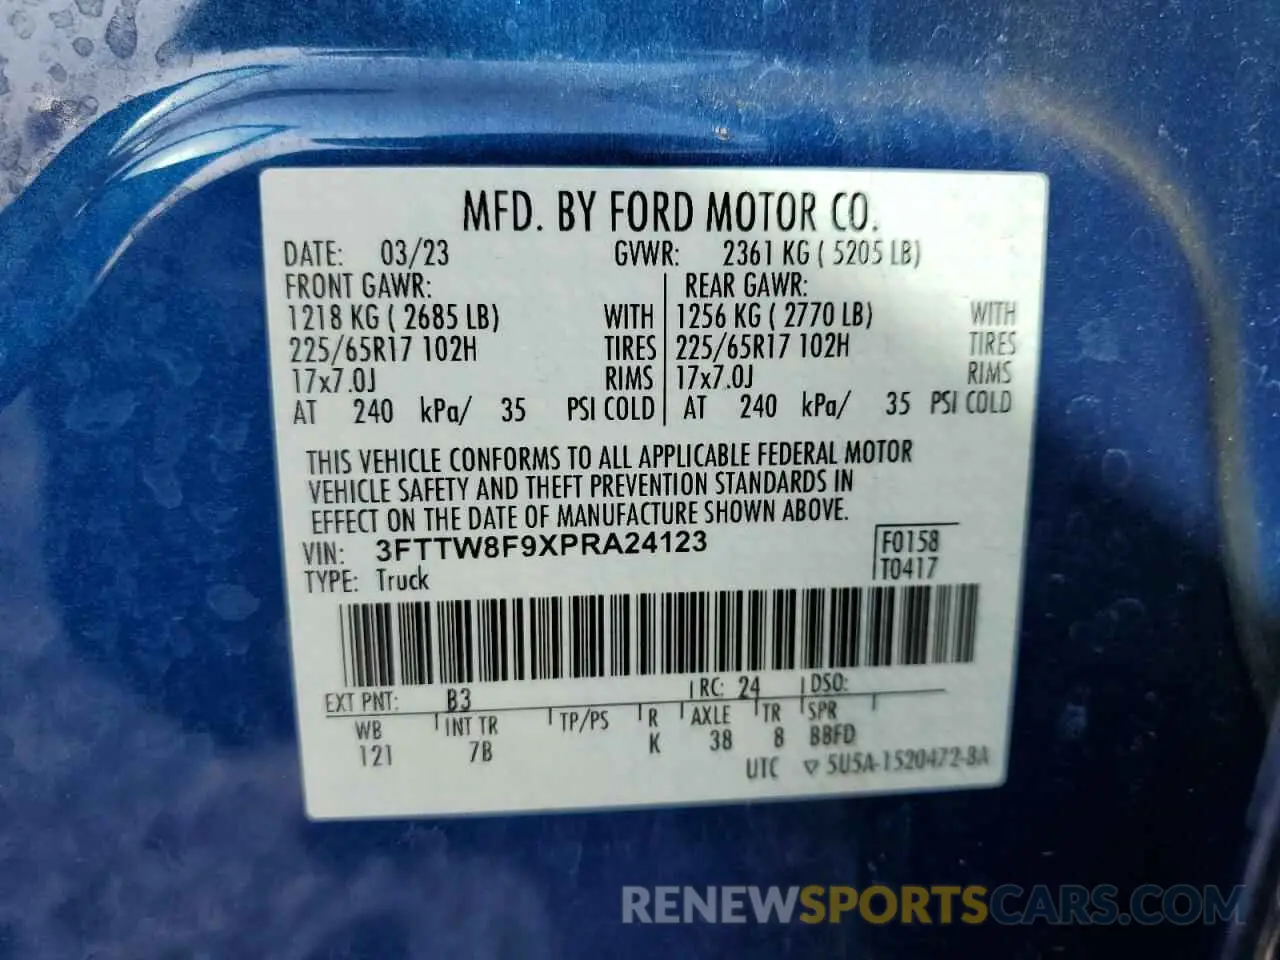 MFD. BY FORD MOTOR CO.
DATE: 03/23 GVWR: 2361 KG ( 5205 LB)
FRONT GAWR: REAR GAWR:
1218 KG ( 2685 LB) WITH 1256 KG ( 2770 LB) WITH
225/65R17 102H TIRES 225/65R17 102H TIRES
17x7.0J RIMS 17x7.0J RIMS
AT 240 kPa/ 35 PSI COLD AT 240 kPa/ 35 PSI COLD
THIS VEHICLE CONFORMS TO ALL APPLICABLE FEDERAL MOTOR
VEHICLE SAFETY AND THEFT PREVENTION STANDARDS IN
EFFECT ON THE DATE OF MANUFACTURE SHOWN ABOVE.
VIN: 3FTTW8F9XPRA24123 F0158
TYPE: Truck T0417
EXT PNT: B3 RC: 24 DSO:
WB INT TR TP/PS R AXLE TR SPR
121 7B K 38 8 BBFD
UTC ▽ 5U5A-1520472-BA
RENEWSPORTSCARS.COM